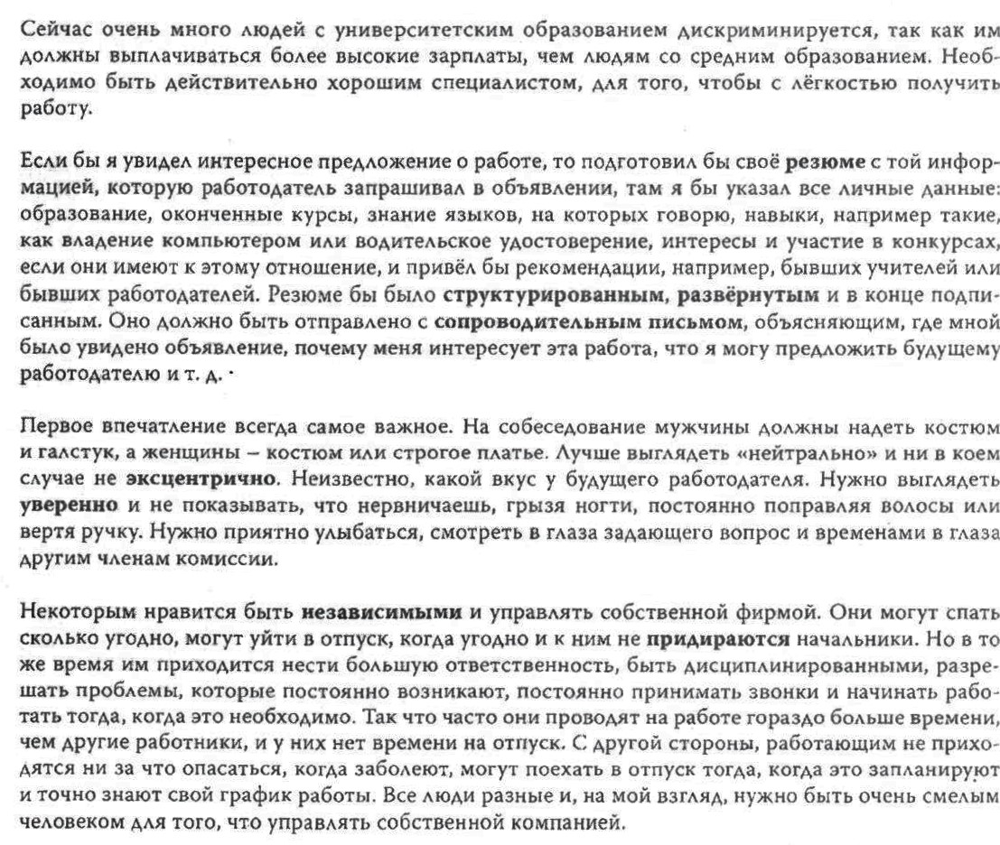 Сейчас очень много людей с университетским образованием дискриминируется, так как им
должны выплачиваться более высокие зарплаты, чем людям со средним образованием. Необ-
ходимо быть действительно хорошим специалистом, для того, чтобы с лёгкостью получить
работу.
Если бы я увидел интересное предложение о работе, то подготовил бы своё резюме с той инфор-
мацией, которую работодатель запрашивал в объявлении, там я бы указал все личные данные:
образование, оконченные курсы, знание языков, на которых говорю, навыки, например такие,
как владение компьютером или водительское удостоверение, интересы и участие в конкурсах,
если они имеют к этому отношение, и привёл бы рекомендации, например, бывших учителей или
бывших работодателей. Резюме бы было структурированным, развёрнутым и в конце подпи-
санным. Оно должно быть отправлено с сопроводительным письмом, объясняющим, где мной
было увидено объявление, почему меня интересует эта работа, что я могу предложить будущему
работодателю и т. д.
Первое впечатление всегда самое важное. На собеседование мужчины должны надеть костюм
и галстук, а женщины – костюм или строгое платье. Лучше выглядеть «нейтрально» и ни в коем
случае не эксцентрично. Неизвестно, какой вкус у будущего работодателя. Нужно выглядеть
уверенно и не показывать, что нервничаешь, грызя ногти, постоянно поправляя волосы или
вертя ручку. Нужно приятно улыбаться, смотреть в глаза задающего вопрос и временами в глаза
другим членам комиссии.
Некоторым нравится быть независимыми и управлять собственной фирмой. Они могут спать
сколько угодно, могут уйти в отпуск, когда угодно и к ним не придираются начальники. Но в то
же время им приходится нести большую ответственность, быть дисциплинированными, разре-
шать проблемы, которые постоянно возникают, постоянно принимать звонки и начинать рабо-
тать тогда, когда это необходимо. Так что часто они проводят на работе гораздо больше времени,
чем другие работники, и у них нет времени на отпуск. С другой стороны, работающим не прихо-
дятся ни за что опасаться, когда заболеют, могут поехать в отпуск тогда, когда это запланируют
и точно знают свой график работы. Все люди разные и, на мой взгляд, нужно быть очень смелым
человеком для того, что управлять собственной компанией.